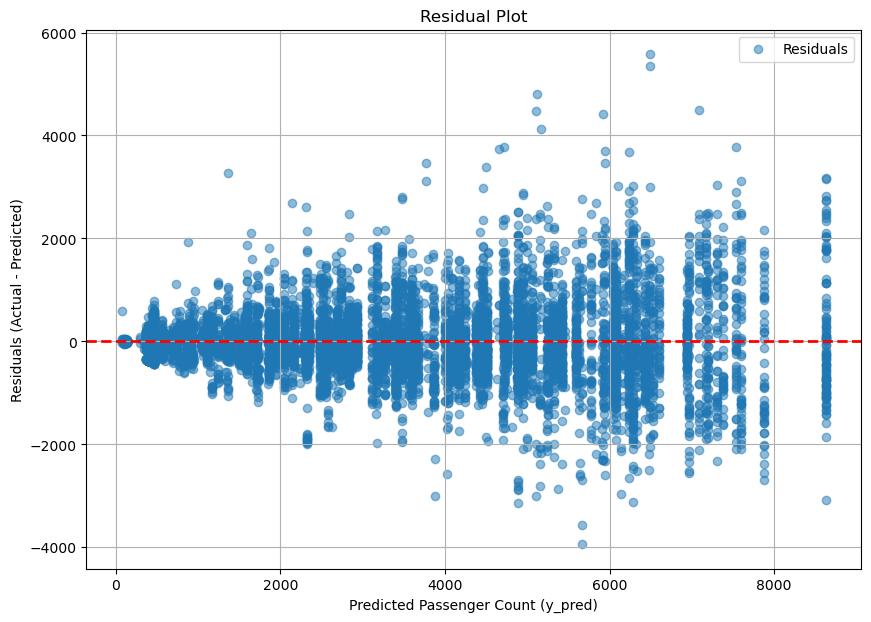 Residual Plot
Residuals
6000
4000
2000
0
−2000
−4000
Residuals (Actual - Predicted)
0 2000 4000 6000 8000
Predicted Passenger Count (y_pred)